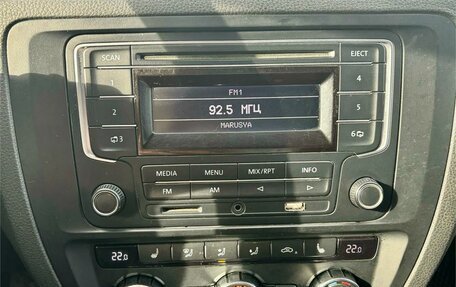 SCAN
EJECT
FM1
1
4
92.5 МГЦ
2
5
MARUSYA
3
6
MEDIA MENU MIX/RPT INFO
FM AM
22.0 22.0